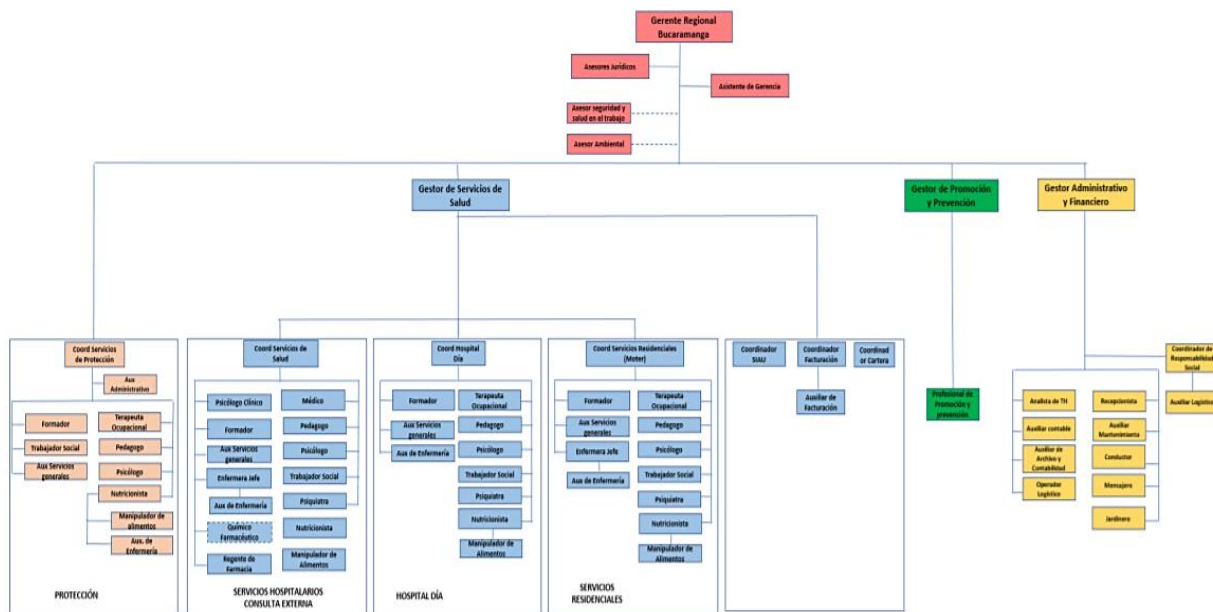 Gerente Regional
Bucaramanga
Asesores Jurídicos
Asistente de Gerencia
Asesor seguridad y
salud en el trabajo
Asesor Ambiental
Gestor de Servicios de
Salud
Gestor de Promoción
y Prevención
Gestor Administrativo
y Financiero
Coord Servicios
de Protección
Aux
Administrativo
Formador
Terapeuta
Ocupacional
Trabajador Social
Pedagogo
Aux Servicios
generales
Psicólogo
Nutricionista
Manipulador de
alimentos
Aux. de
Enfermería
PROTECCIÓN
Coord Servicios de
Salud
Psicólogo Clínico
Médico
Formador
Pedagogo
Aux Servicios
generales
Psicólogo
Enfermera Jefe
Trabajador Social
Aux de Enfermería
Psiquiatra
Químico
Farmacéutico
Nutricionista
Regente de
Farmacia
Manipulador de
Alimentos
SERVICIOS HOSPITALARIOS
CONSULTA EXTERNA
Coord Hospital
Día
Formador
Terapeuta
Ocupacional
Aux Servicios
generales
Pedagogo
Aux de Enfermería
Psicólogo
Trabajador Social
Psiquiatra
Nutricionista
Manipulador de
Alimentos
HOSPITAL DÍA
Coord Servicios Residenciales
(Moter)
Formador
Terapeuta
Ocupacional
Aux Servicios
generales
Pedagogo
Enfermera Jefe
Psicólogo
Aux de Enfermería
Trabajador Social
Psiquiatra
Nutricionista
Manipulador de
Alimentos
SERVICIOS
RESIDENCIALES
Coordinador
SIAU
Coordinador
Facturación
Coordinad
or Cartera
Auxiliar de
Facturación
Profesional de
Promoción y
prevención
Coordinador de
Responsabilidad
Social
Auxiliar Logístico
Analista de TH
Recepcionista
Auxiliar contable
Auxiliar
Mantenimiento
Auxiliar de
Archivo y
Contabilidad
Conductor
Operador
Logístico
Mensajero
Jardinero